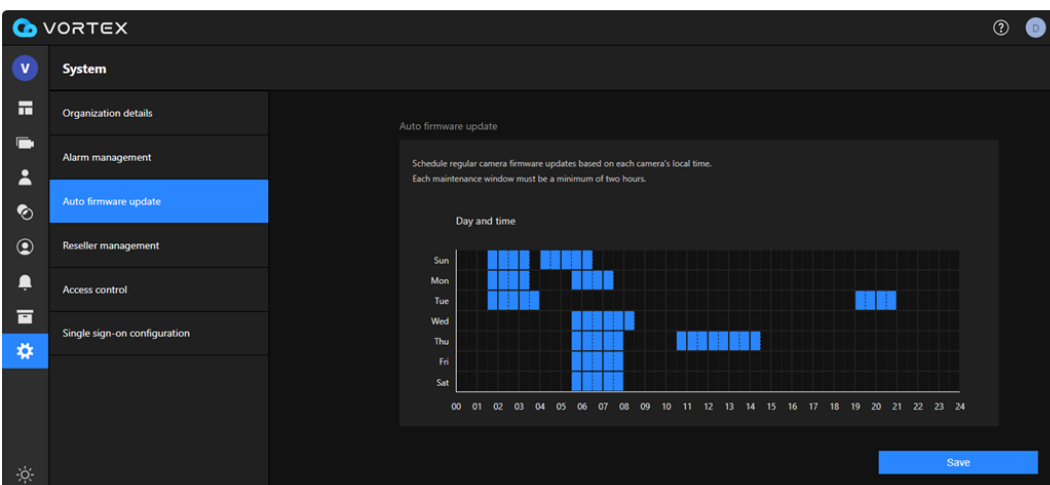 VORTEX
?
D
V
System
Organization details
Alarm management
Auto firmware update
Reseller management
Access control
Single sign-on configuration
Auto firmware update
Schedule regular camera firmware updates based on each camera's local time.
Each maintenance window must be a minimum of two hours.
Day and time
Sun
Mon
Tue
Wed
Thu
Fri
Sat
00 01 02 03 04 05 06 07 08 09 10 11 12 13 14 15 16 17 18 19 20 21 22 23 24
Save